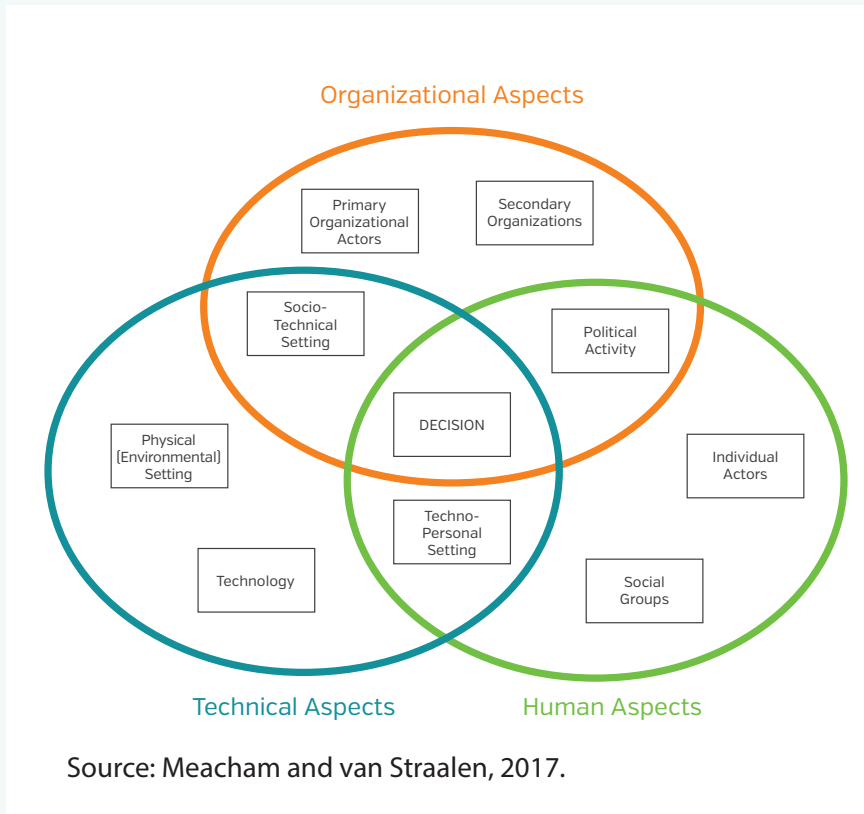 Organizational Aspects
Primary
Organizational
Actors
Secondary
Organizations
Socio-
Technical
Setting
Political
Activity
DECISION
Physical
(Environmental)
Setting
Individual
Actors
Techno-
Personal
Setting
Technology
Social
Groups
Technical Aspects
Human Aspects
Source: Meacham and van Straalen, 2017.